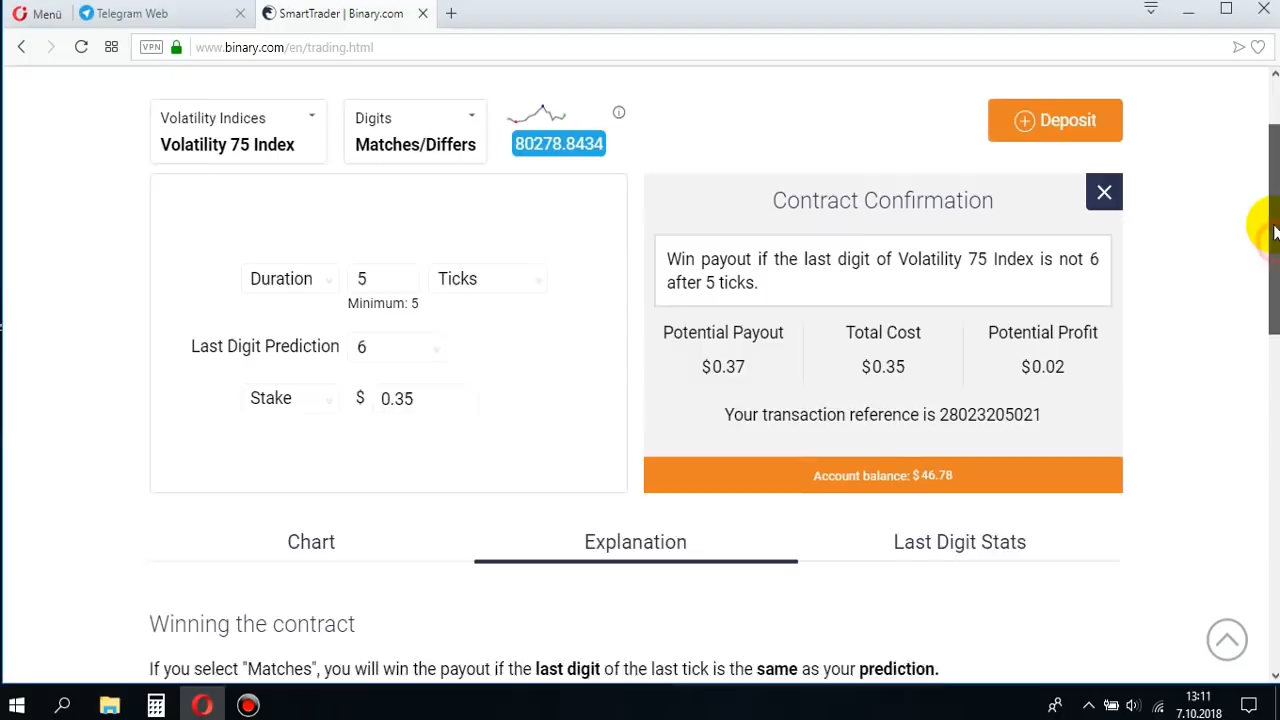 Menü
Telegram Web
SmartTrader | Binary.com
VPN
www.binary.com/en/trading.html
Volatility Indices
Volatility 75 Index
Digits
Matches/Differs
80278.8434
Deposit
Contract Confirmation
Win payout if the last digit of Volatility 75 Index is not 6
after 5 ticks.
Duration 5 Ticks
Minimum: 5
Last Digit Prediction 6
Stake $ 0.35
Potential Payout Total Cost Potential Profit
$0.37 $0.35 $0.02
Your transaction reference is 28023205021
Account balance: $46.78
Chart Explanation Last Digit Stats
Winning the contract
If you select "Matches", you will win the payout if the last digit of the last tick is the same as your prediction.
13:11
7.10.2018